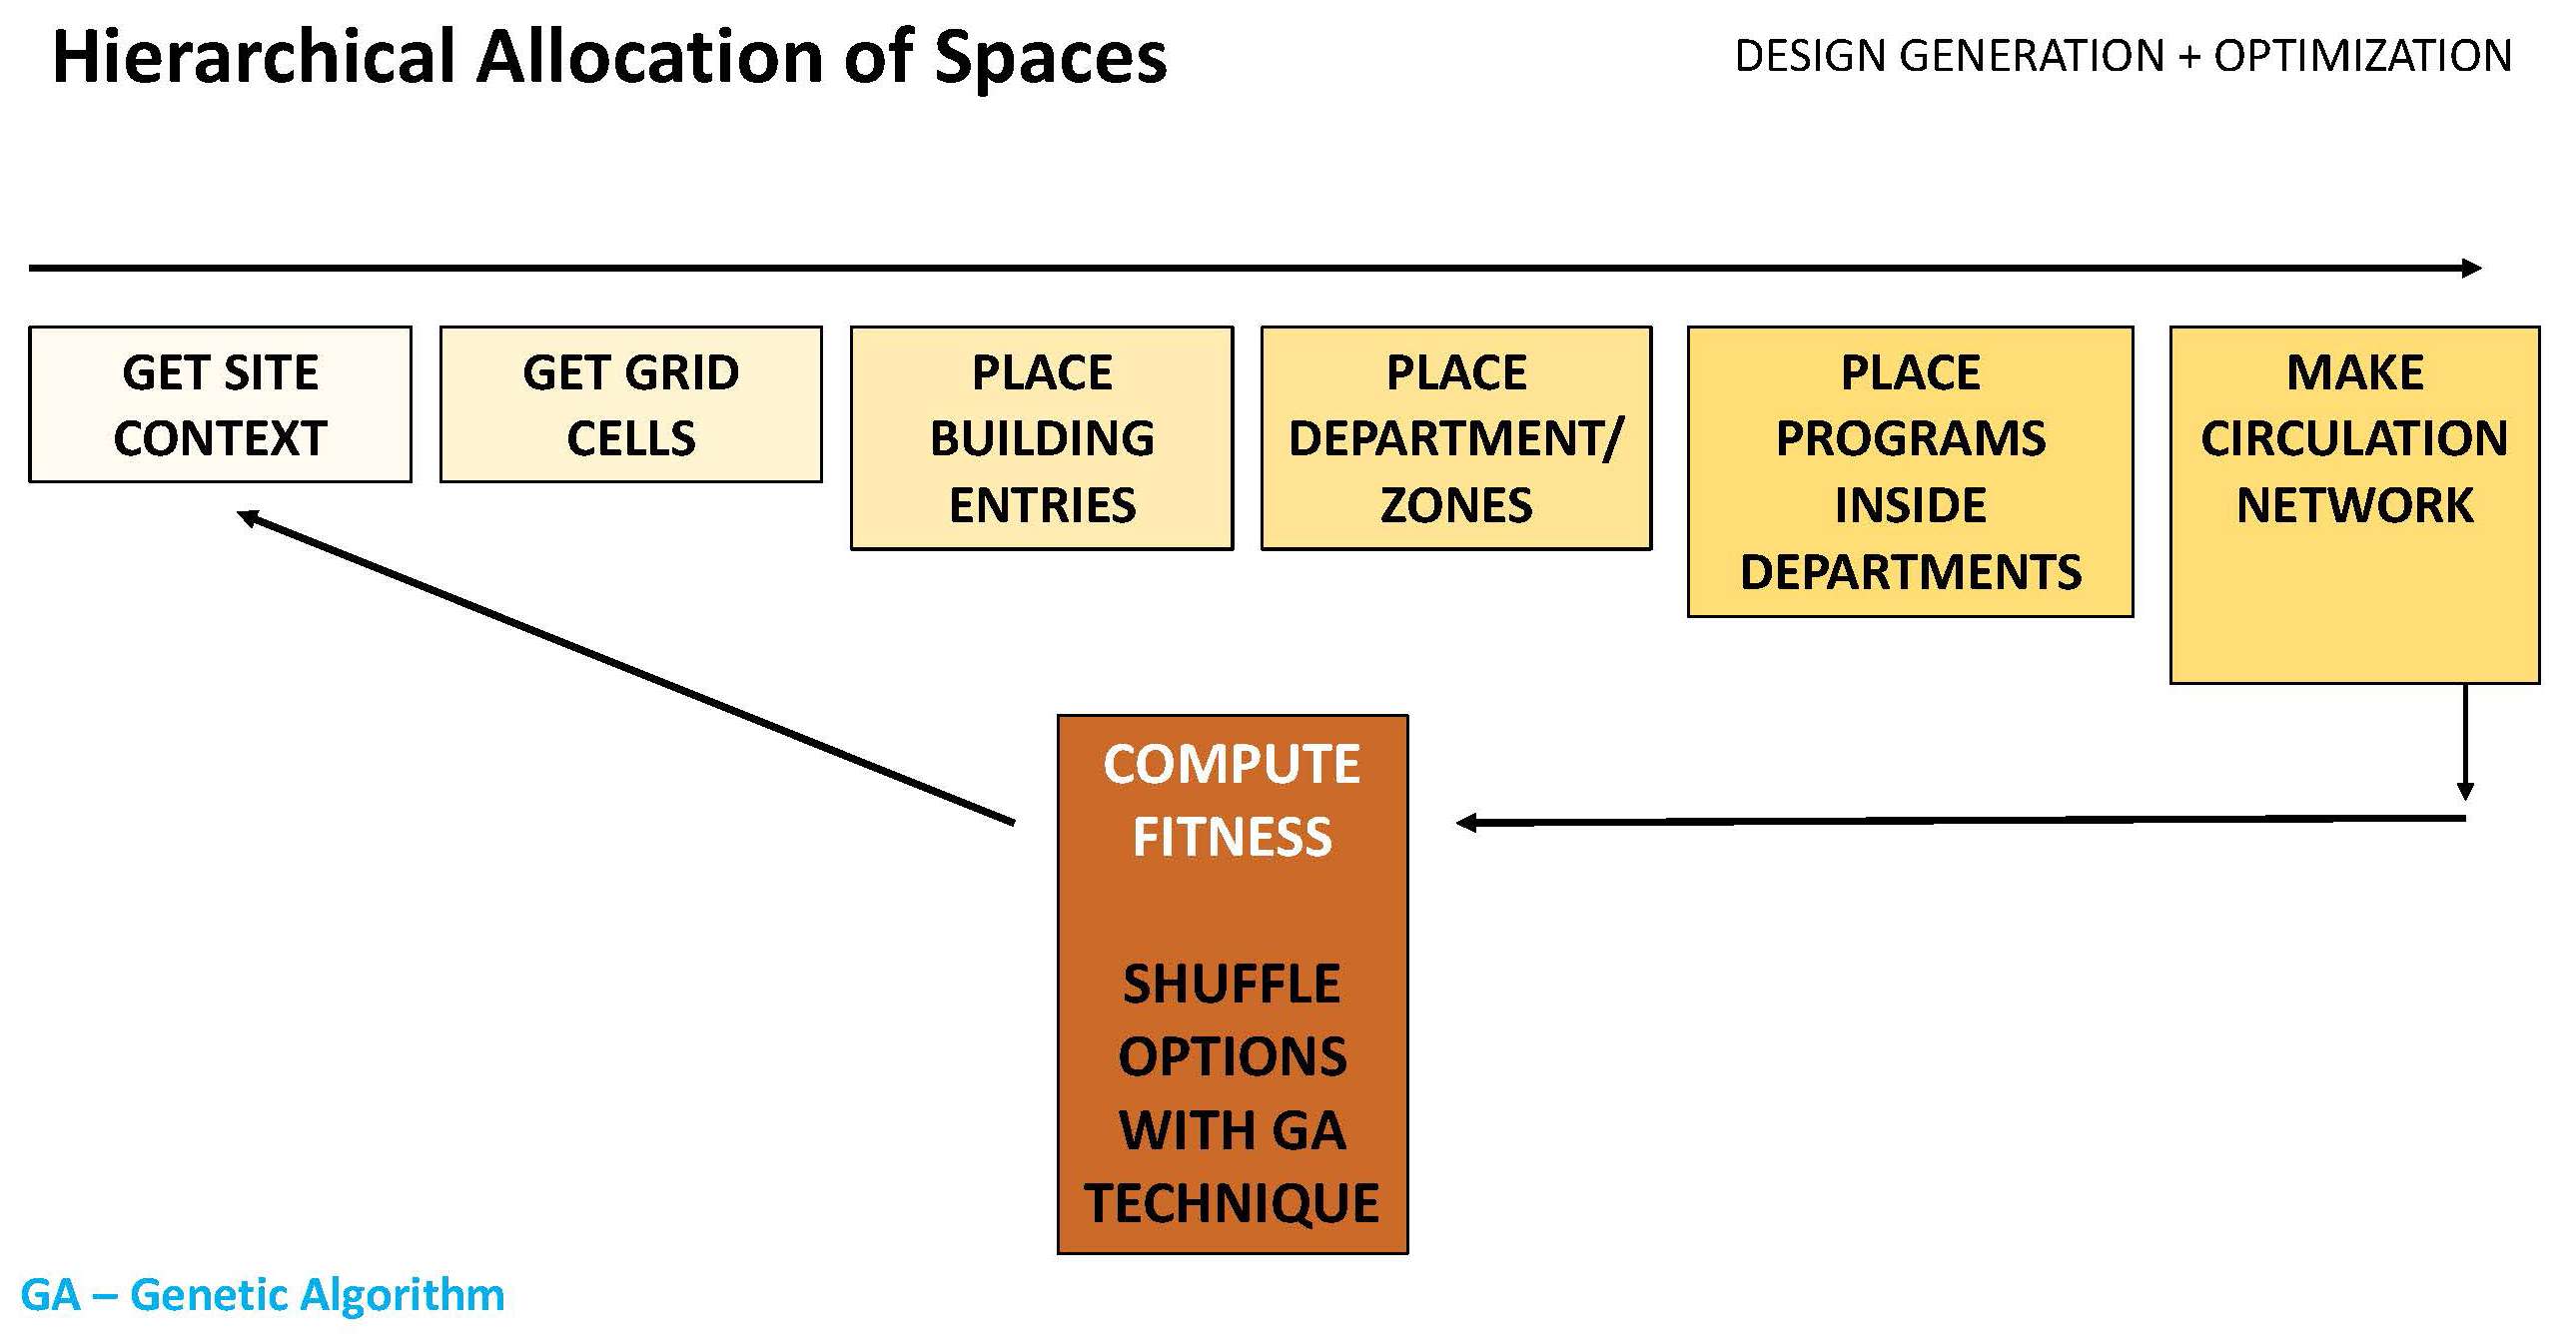 Hierarchical Allocation of Spaces
DESIGN GENERATION + OPTIMIZATION
GET SITE
CONTEXT
GET GRID
CELLS
PLACE
BUILDING
ENTRIES
PLACE
DEPARTMENT/
ZONES
PLACE
PROGRAMS
INSIDE
DEPARTMENTS
MAKE
CIRCULATION
NETWORK
COMPUTE
FITNESS
SHUFFLE
OPTIONS
WITH GA
TECHNIQUE
GA – Genetic Algorithm